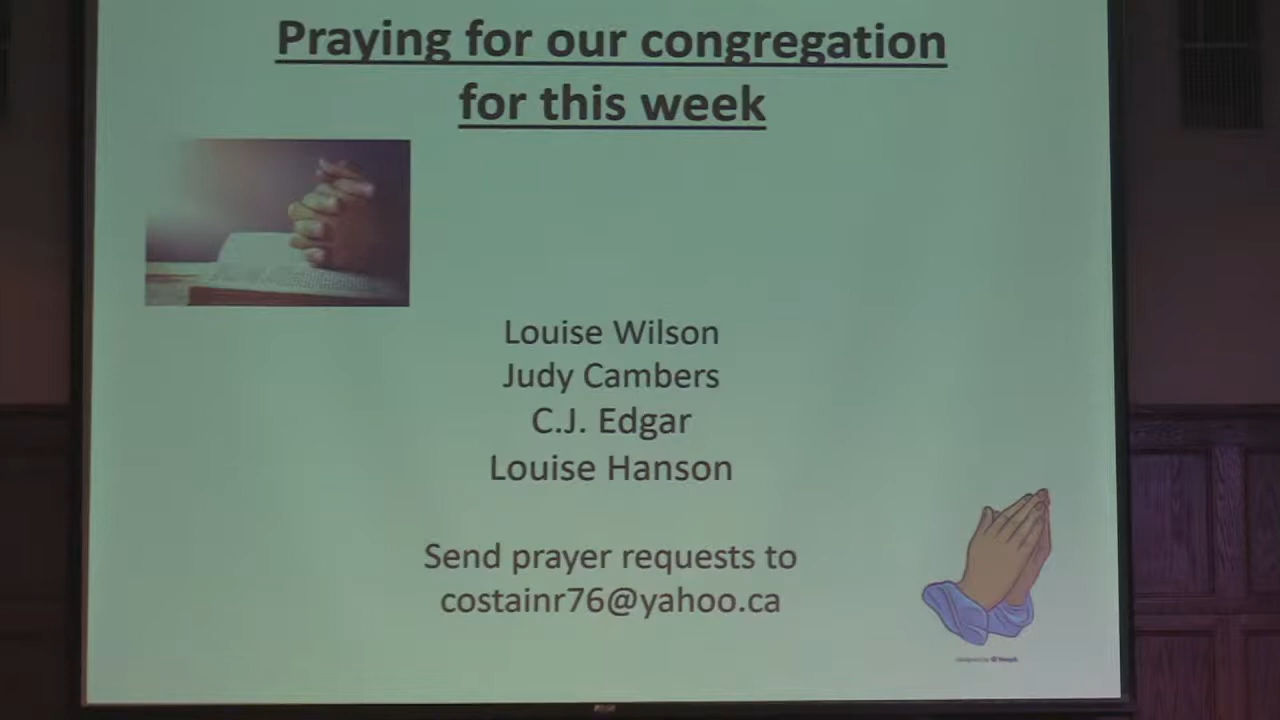 Praying for our congregation
for this week
Louise Wilson
Judy Cambers
C.J. Edgar
Louise Hanson
Send prayer requests to
costainr76@yahoo.ca